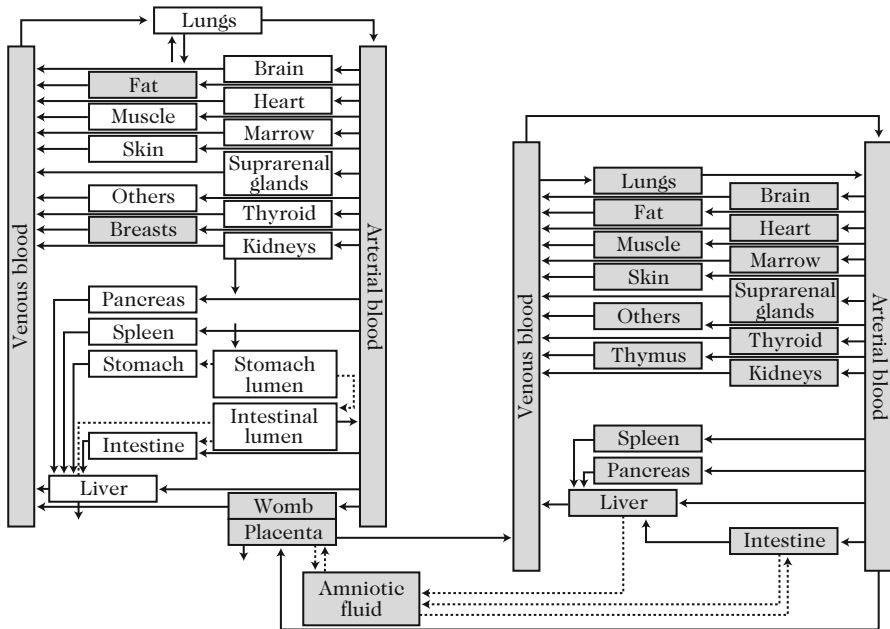 Lungs
Brain
Fat
Heart
Muscle
Marrow
Skin
Suprarenal
glands
Others
Thyroid
Breasts
Kidneys
Venous blood
Arterial blood
Pancreas
Spleen
Stomach
Stomach
lumen
Intestinal
lumen
Intestine
Liver
Womb
Placenta
Amniotic
fluid
Lungs
Brain
Fat
Heart
Muscle
Marrow
Skin
Suprarenal
glands
Others
Thyroid
Thymus
Kidneys
Venous blood
Arterial blood
Spleen
Pancreas
Liver
Intestine